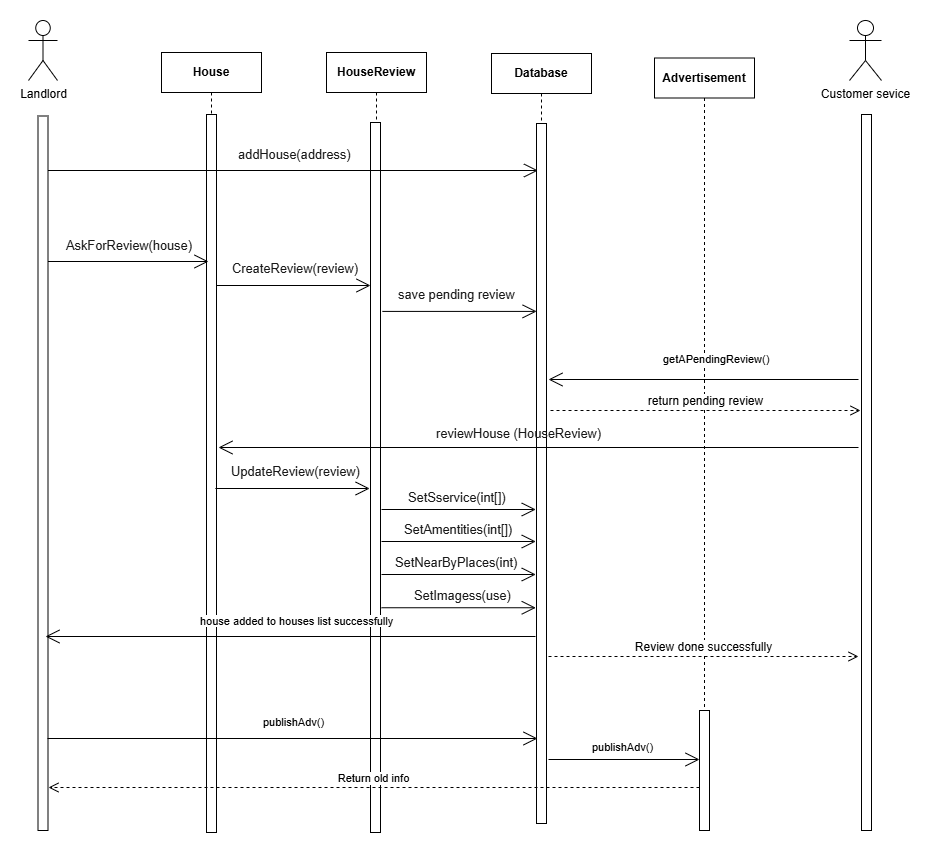 House
HouseReview
Database
Advertisement
Landlord
Customer sevice
addHouse(address)
AskForReview(house)
CreateReview(review)
save pending review
getAPendingReview()
return pending review
reviewHouse (HouseReview)
UpdateReview(review)
SetSservice(int[])
SetAmentities(int[])
SetNearByPlaces(int)
SetImagess(use)
house added to houses list successfully
Review done successfully
publishAdv()
publishAdv()
Return old info